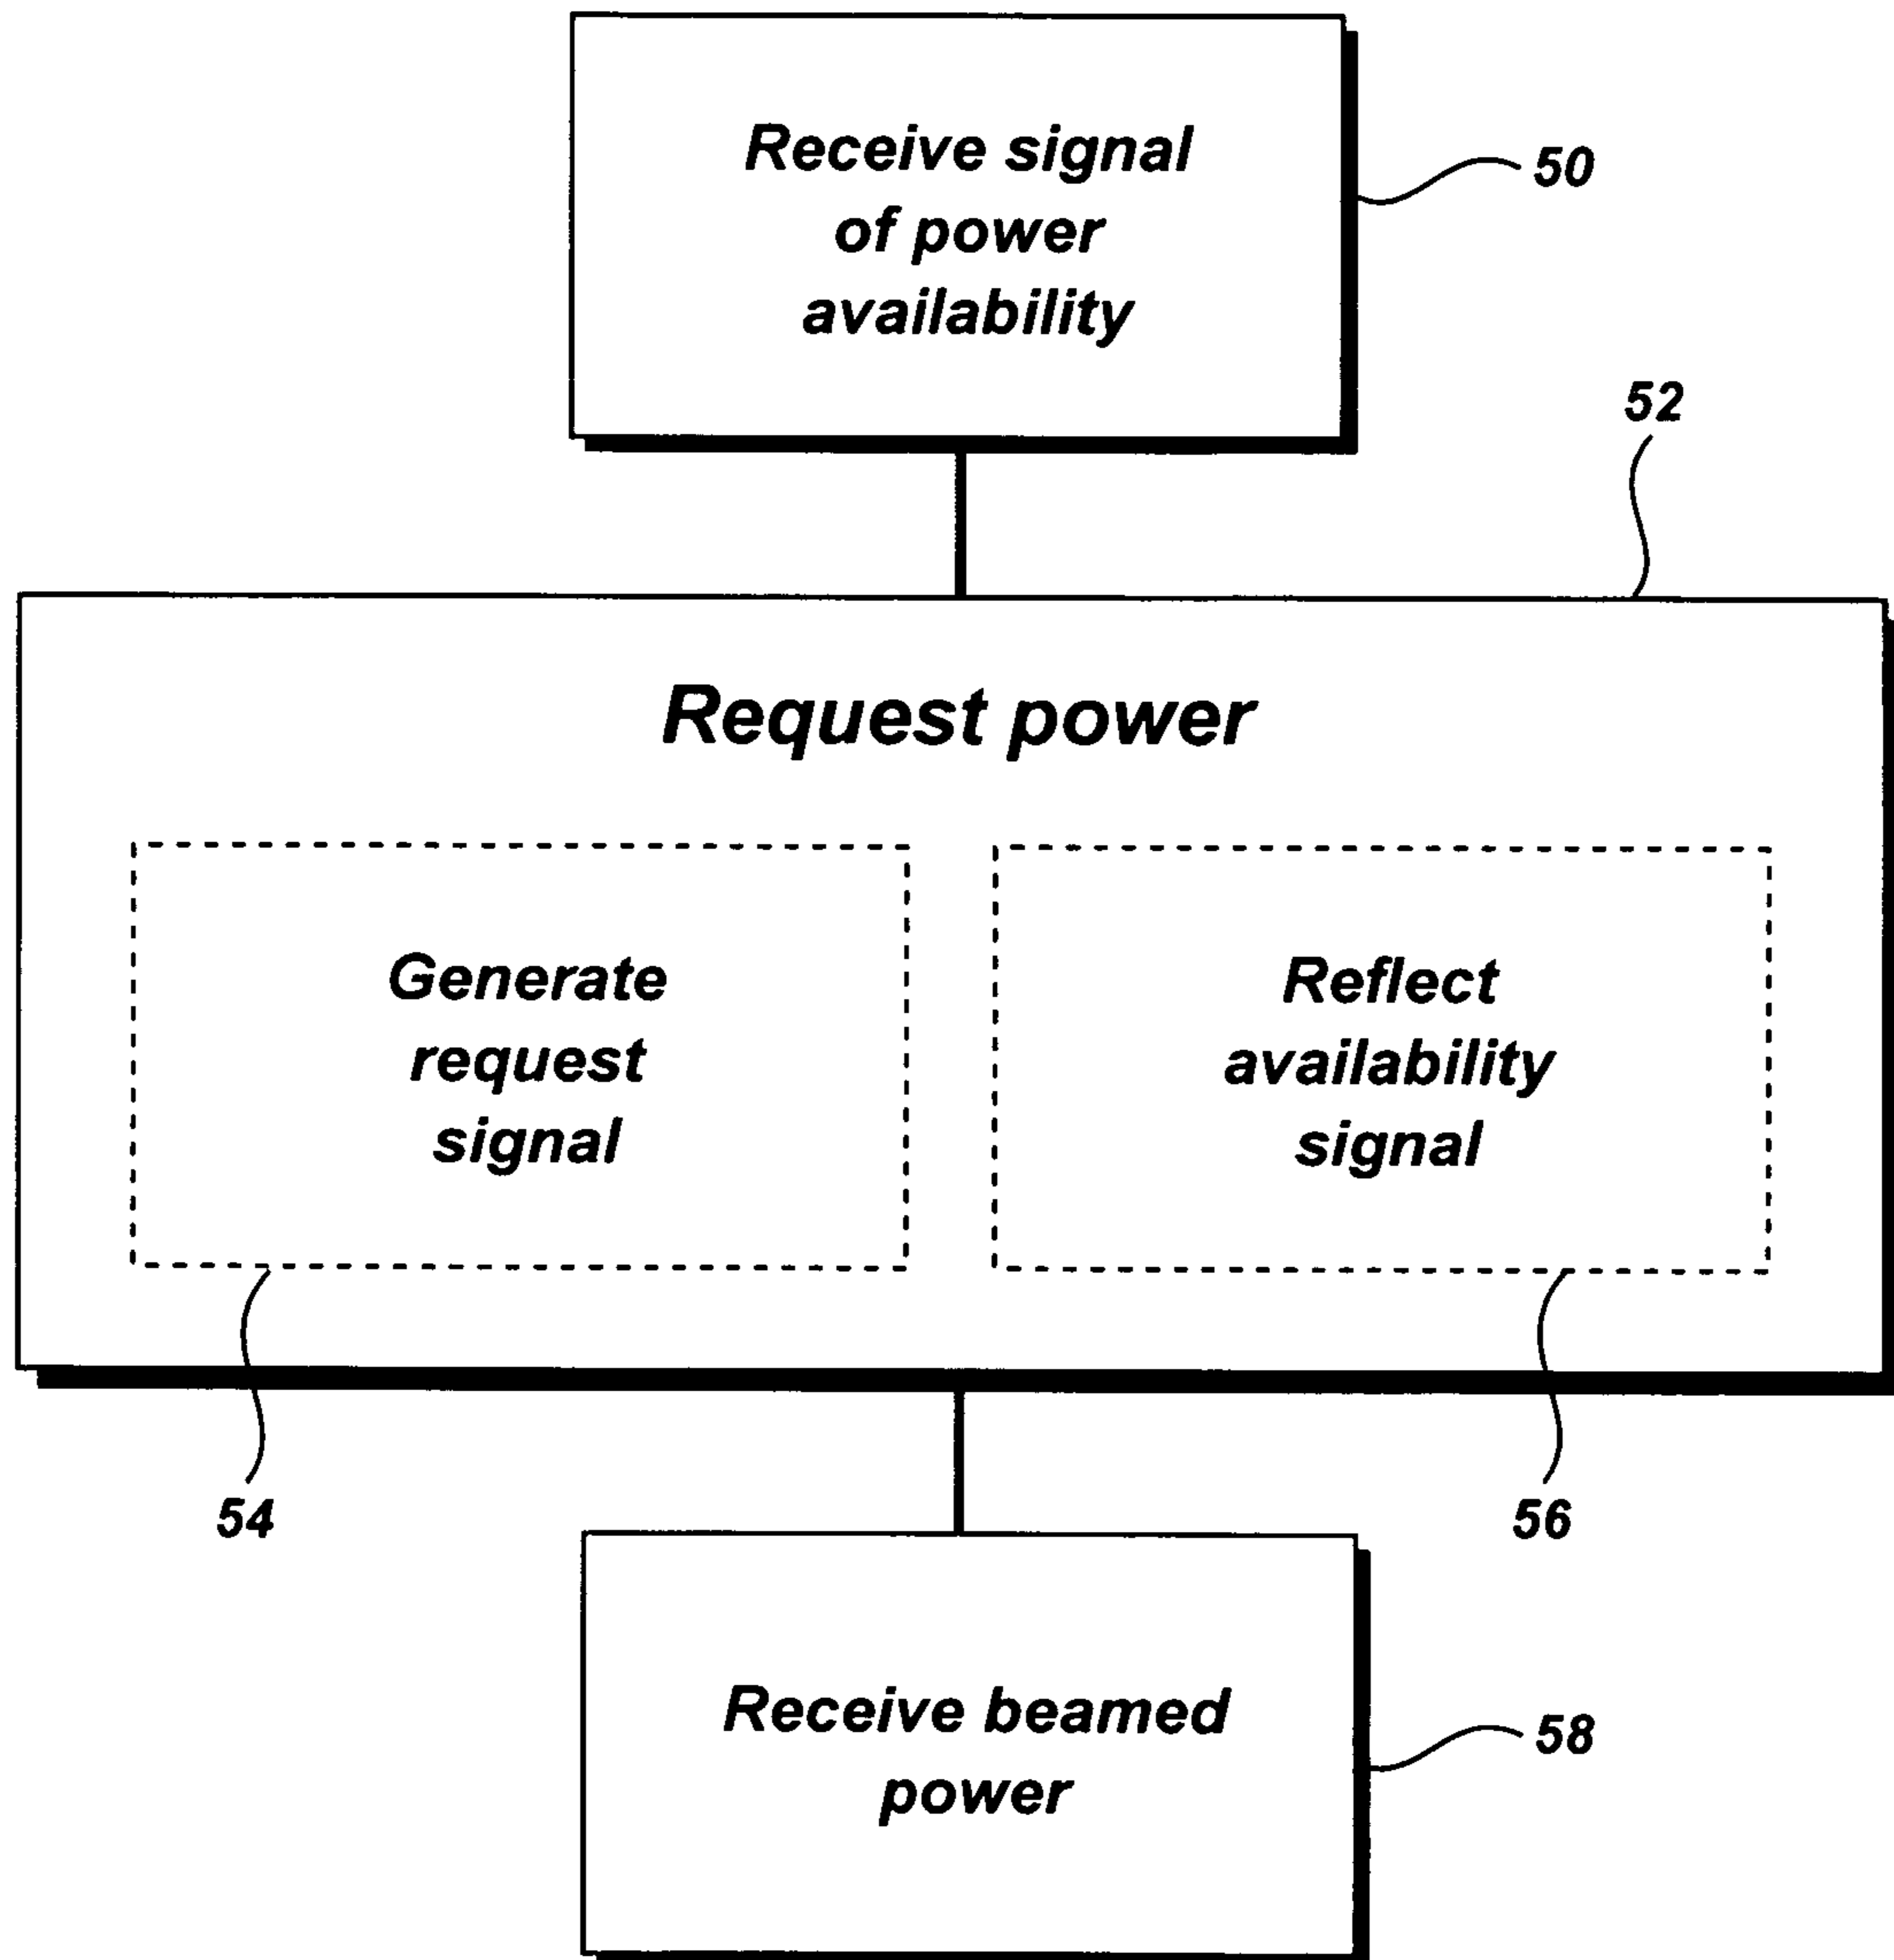 Receive signal
of power
availability
50
52
Request power
Generate
request
signal
Reflect
availability
signal
54
56
Receive beamed
power
58